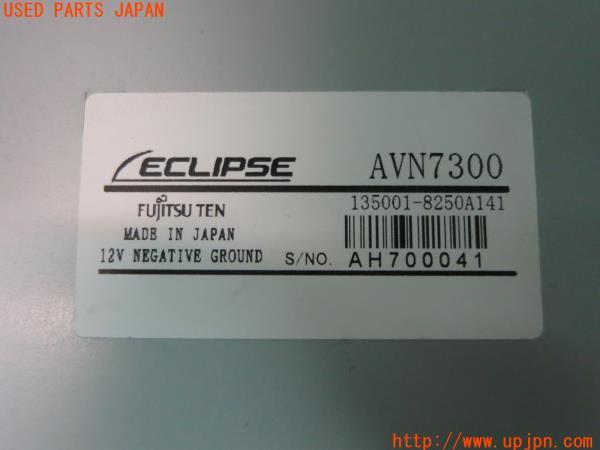 USED PARTS JAPAN
ECLIPSE AVN7300
FUJITSU TEN 135001-8250A141
MADE IN JAPAN
12V NEGATIVE GROUND S/NO. AH700041
http://www.upjpn.com